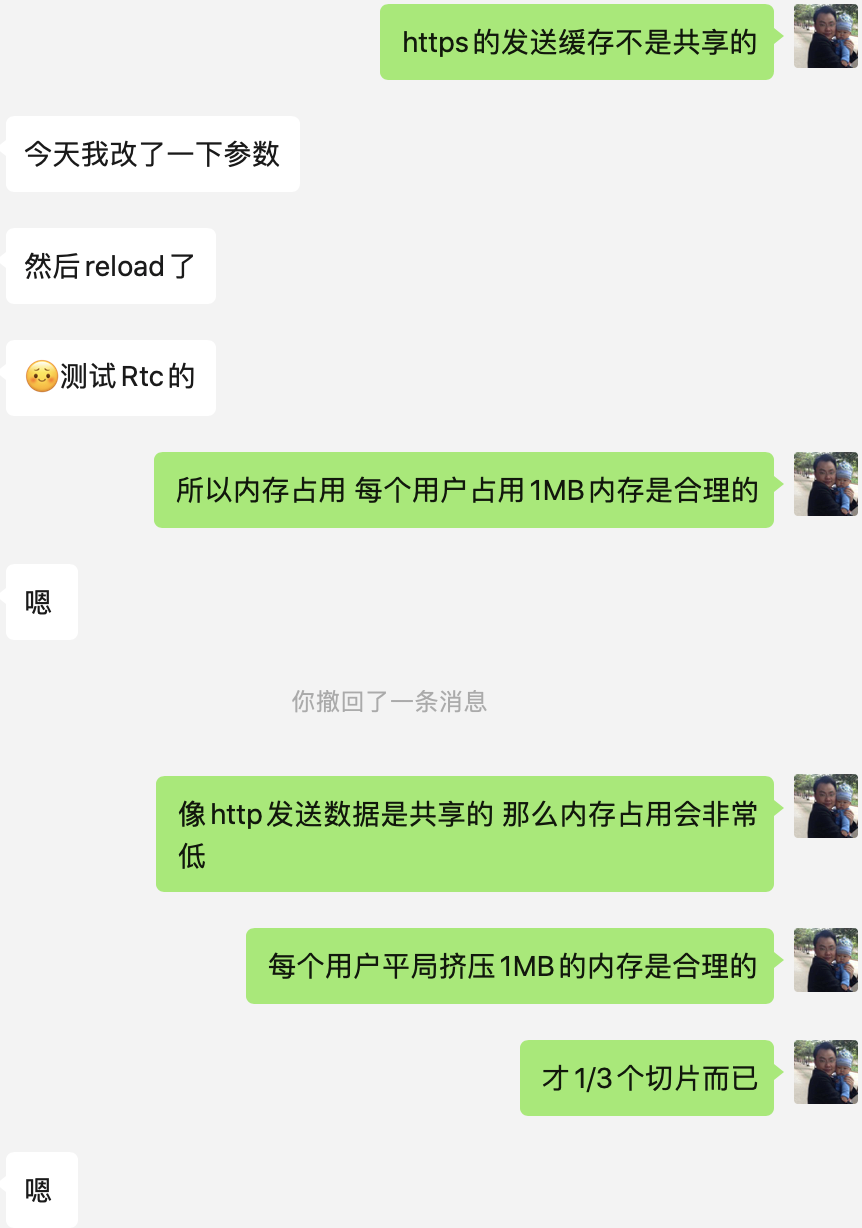 https的发送缓存不是共享的
今天我改了一下参数
然后reload了
测试Rtc的
所以内存占用 每个用户占用1MB内存是合理的
嗯
你撤回了一条消息
像http发送数据是共享的 那么内存占用会非常
低
每个用户平局挤压1MB的内存是合理的
才1/3个切片而已
嗯